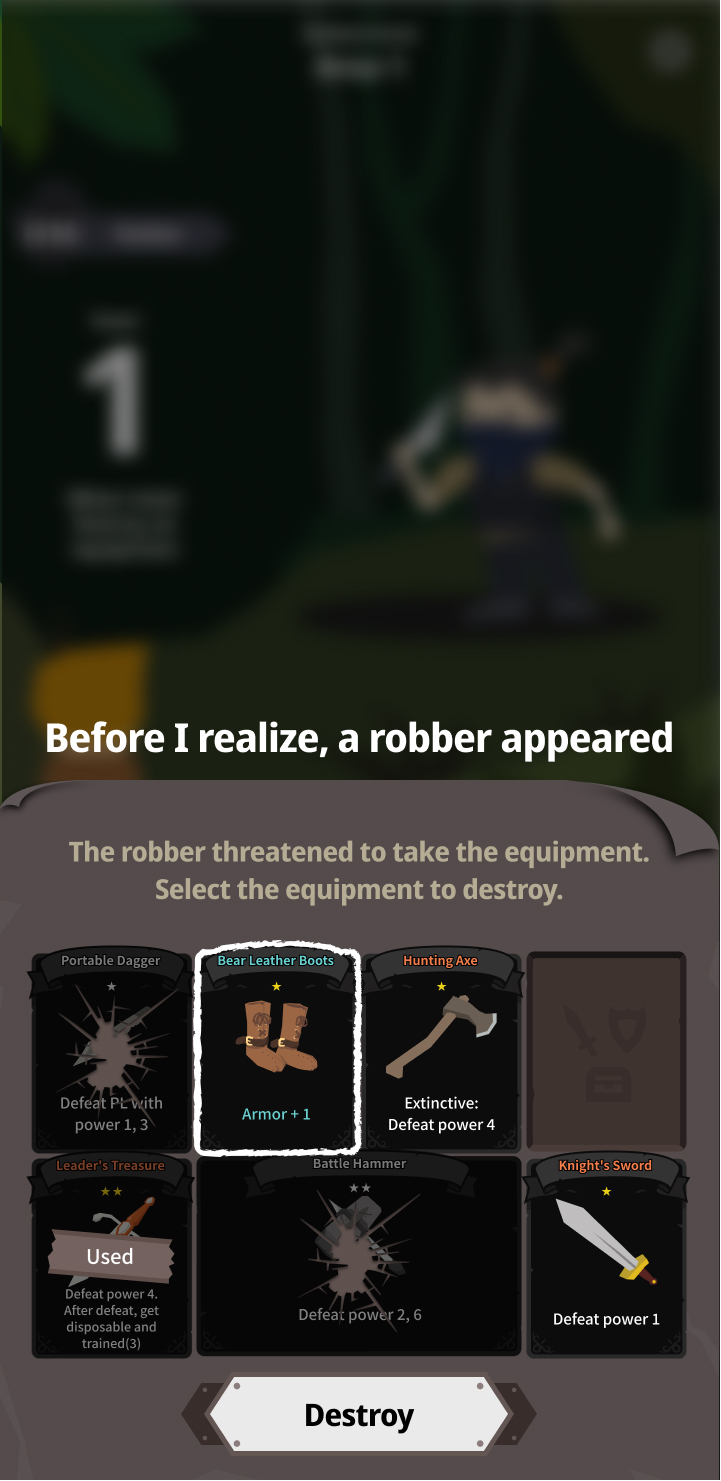 1
Before I realize, a robber appeared
The robber threatened to take the equipment.
Select the equipment to destroy.
Portable Dagger
Defeat PL with
power 1, 3
Bear Leather Boots
Armor + 1
Hunting Axe
Extinctive:
Defeat power 4
Leader's Treasure
Used
Defeat power 4.
After defeat, get
disposable and
trained(3)
Battle Hammer
Defeat power 2, 6
Knight's Sword
Defeat power 1
Destroy